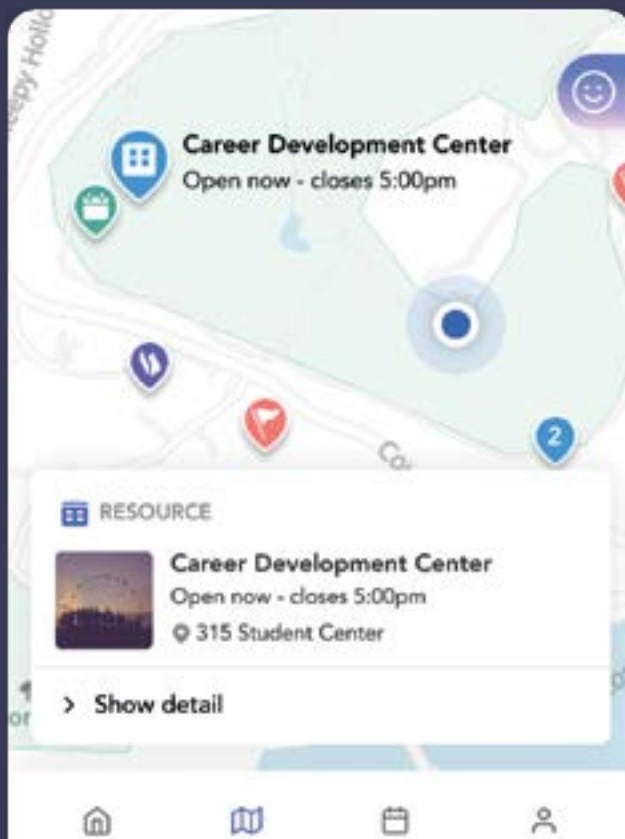 Career Development Center
Open now - closes 5:00pm
2
RESOURCE
Career Development Center
Open now - closes 5:00pm
315 Student Center
Show detail